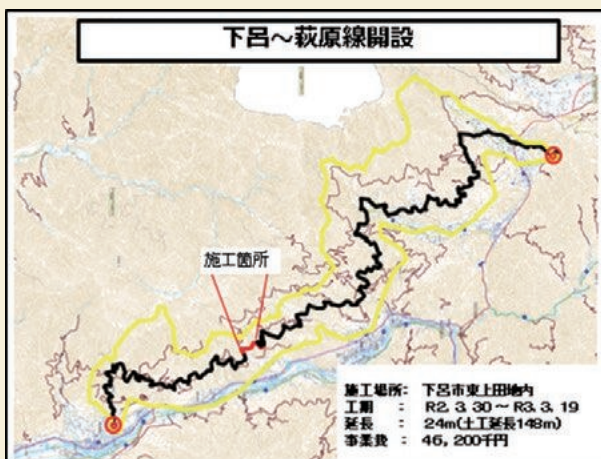 下呂～萩原線開設
施工箇所
施工場所： 下呂市東上田地内
工期 ： R2.3.30～R3.3.19
延長 ： 24m(土工延長148m)
事業費 ： 46,200千円